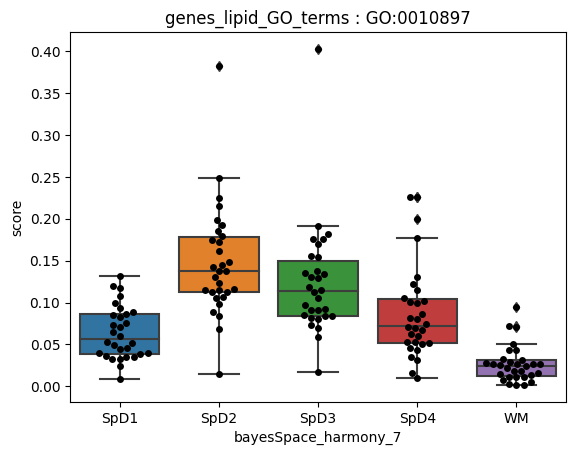 genes_lipid_GO_terms : GO:0010897
0.40
0.35
0.30
0.25
0.20
0.15
0.10
0.05
0.00
score
SpD1 SpD2 SpD3 SpD4 WM
bayesSpace_harmony_7